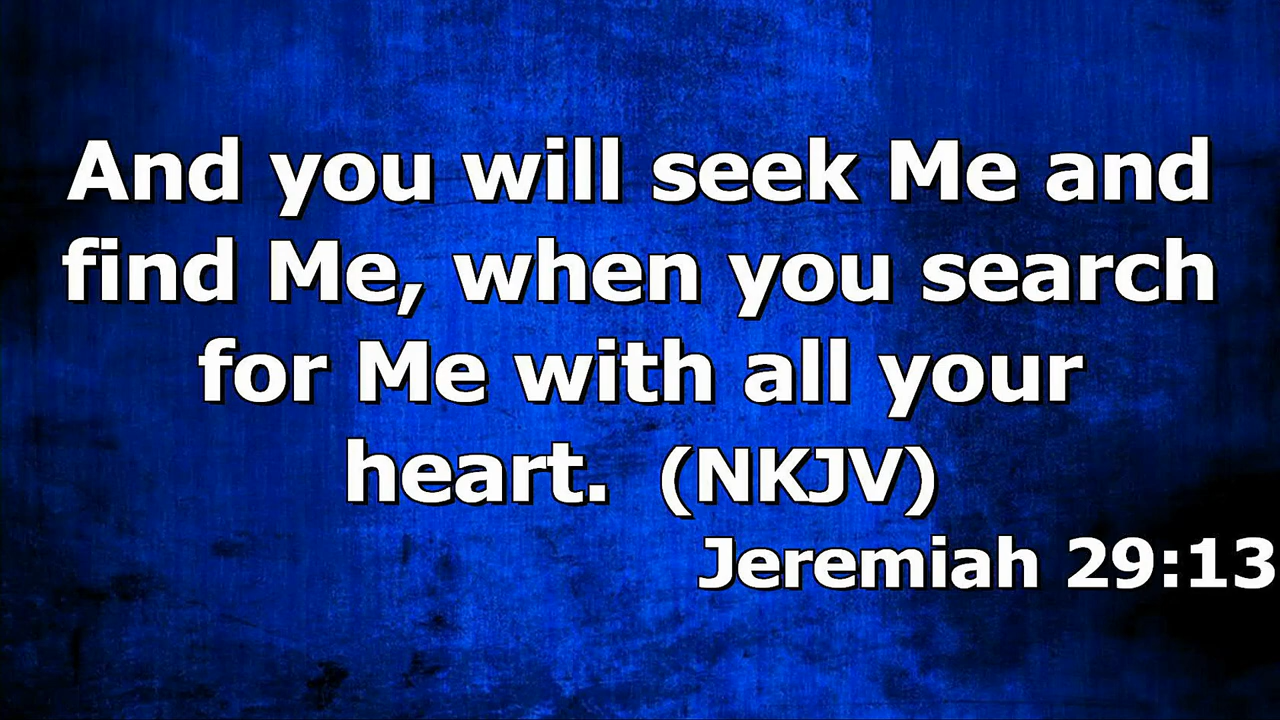 And you will seek Me and
find Me, when you search
for Me with all your
heart.  (NKJV)
Jeremiah 29:13